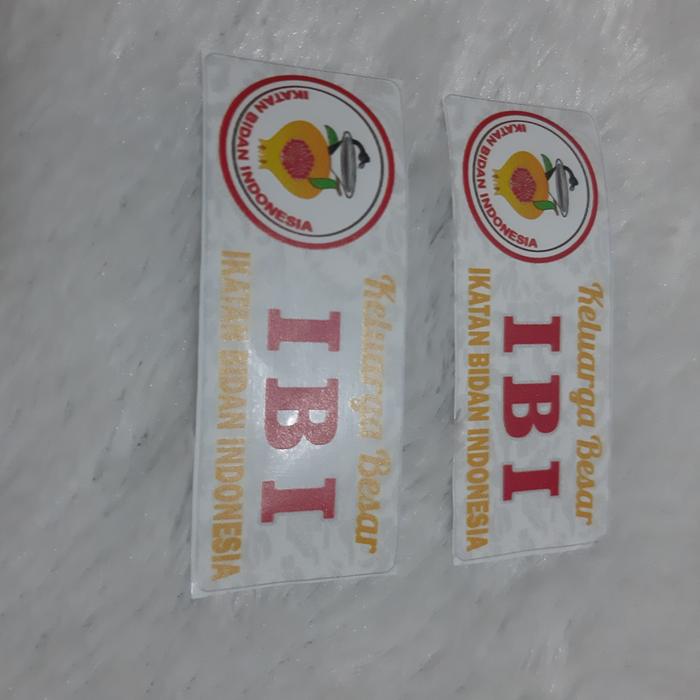 IKATAN BIDAN INDONESIA
Keluarga Besar
IBI
IKATAN BIDAN INDONESIA
IKATAN BIDAN INDONESIA
Keluarga Besar
IBI
IKATAN BIDAN INDONESIA